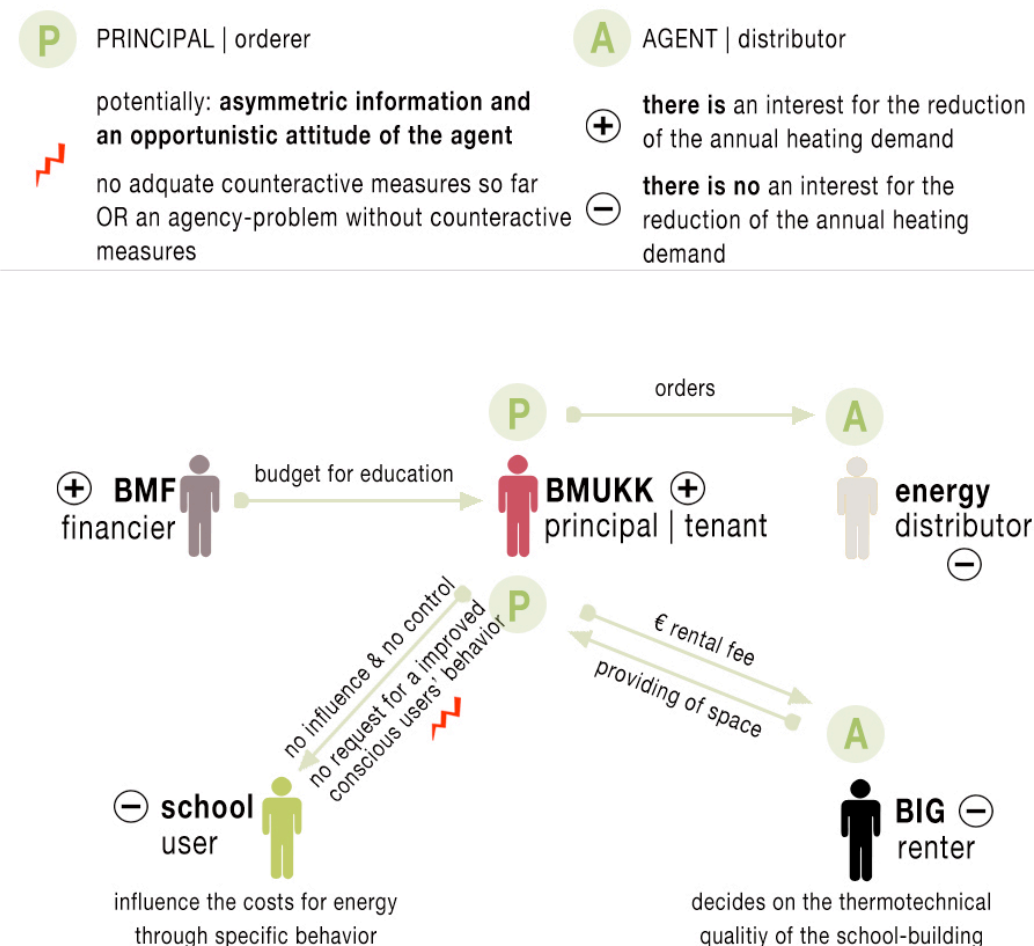 P PRINCIPAL | orderer
potentially: asymmetric information and
an opportunistic attitude of the agent
no adquate counteractive measures so far
OR an agency-problem without counteractive
measures
A AGENT | distributor
+ there is an interest for the reduction
of the annual heating demand
− there is no an interest for the
reduction of the annual heating
demand
P
orders
A
+ BMF
financier
budget for education
BMUKK +
principal | tenant
energy
distributor
−
P
no influence & no control
no request for a improved
conscious users' behavior
€ rental fee
providing of space
A
− school
user
influence the costs for energy
through specific behavior
BIG −
renter
decides on the thermotechnical
qualitiy of the school-building